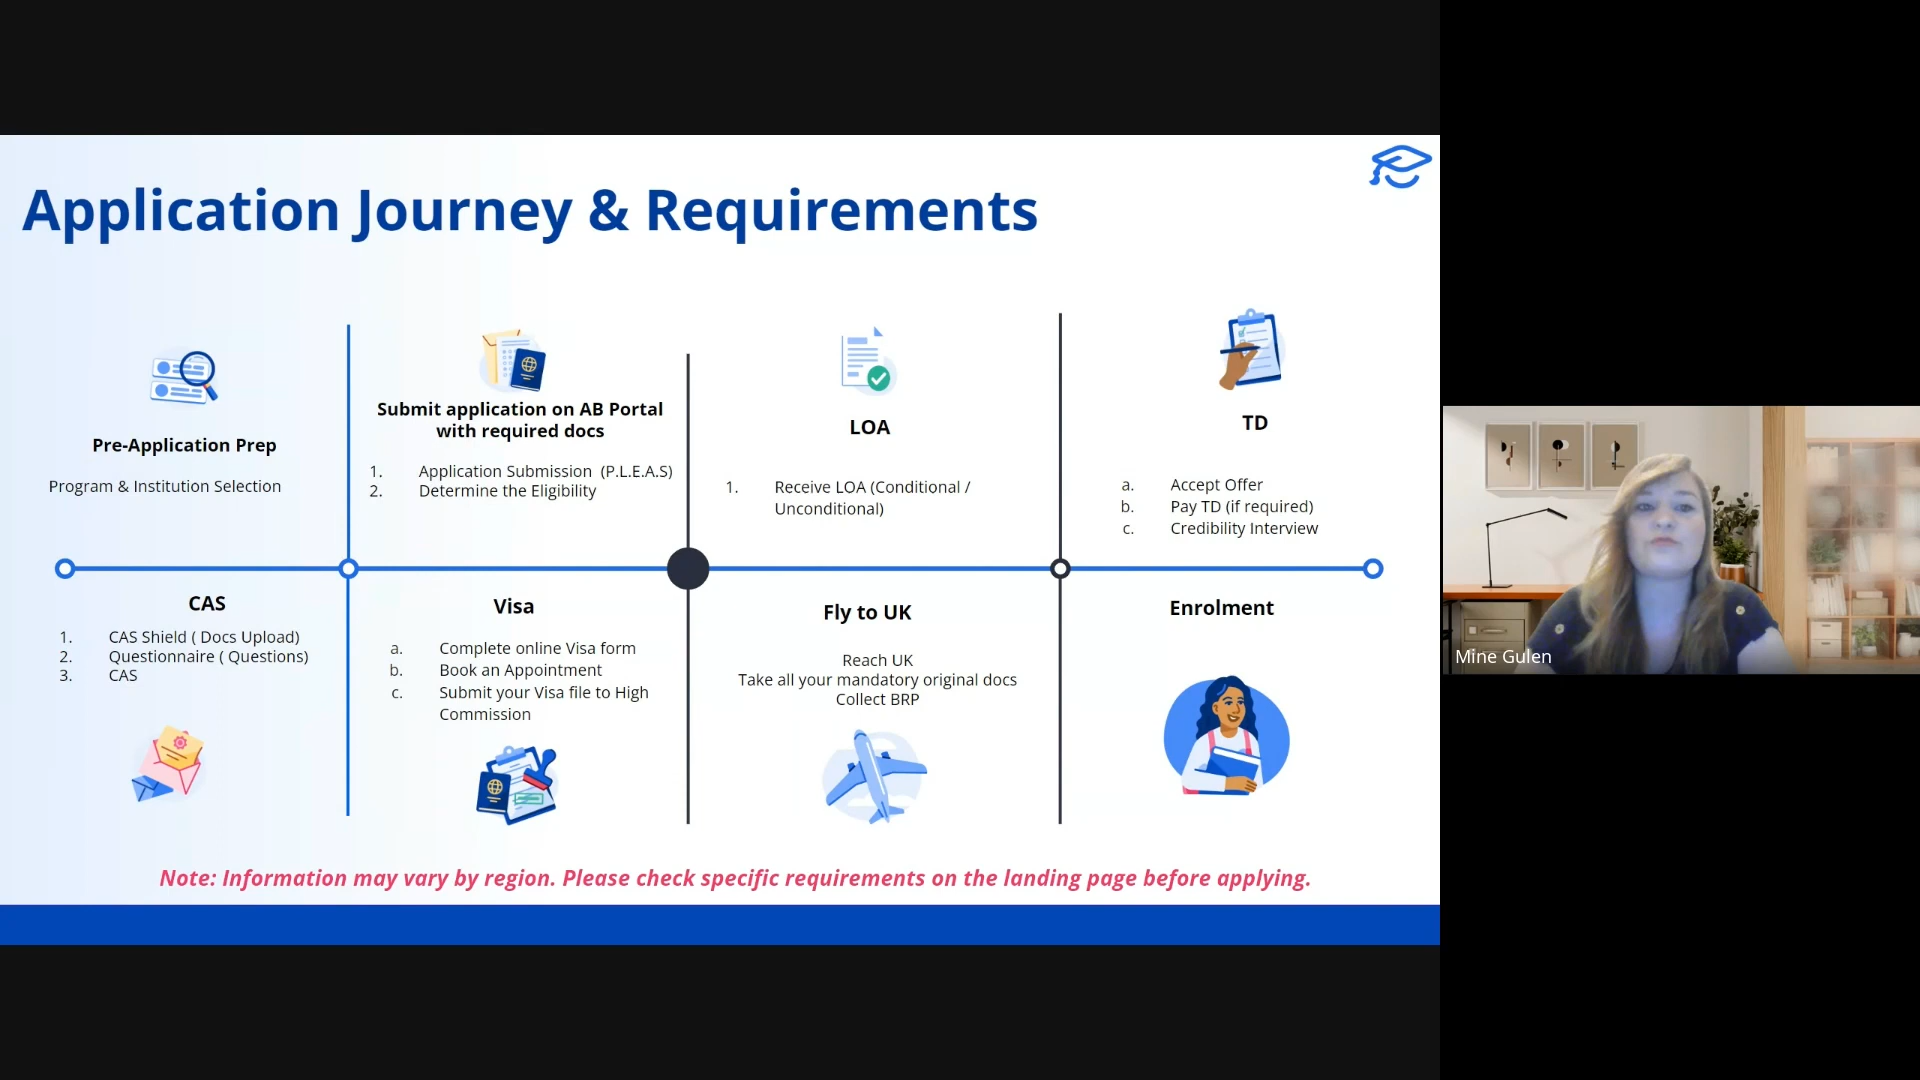 Application Journey & Requirements
Pre-Application Prep
Program & Institution Selection
Submit application on AB Portal
with required docs
1. Application Submission (P.L.E.A.S)
2. Determine the Eligibility
LOA
1. Receive LOA (Conditional /
Unconditional)
TD
a. Accept Offer
b. Pay TD (if required)
c. Credibility Interview
CAS
1. CAS Shield ( Docs Upload)
2. Questionnaire ( Questions)
3. CAS
Visa
a. Complete online Visa form
b. Book an Appointment
c. Submit your Visa file to High
Commission
Fly to UK
Reach UK
Take all your mandatory original docs
Collect BRP
Enrolment
Note: Information may vary by region. Please check specific requirements on the landing page before applying.
Mine Gulen